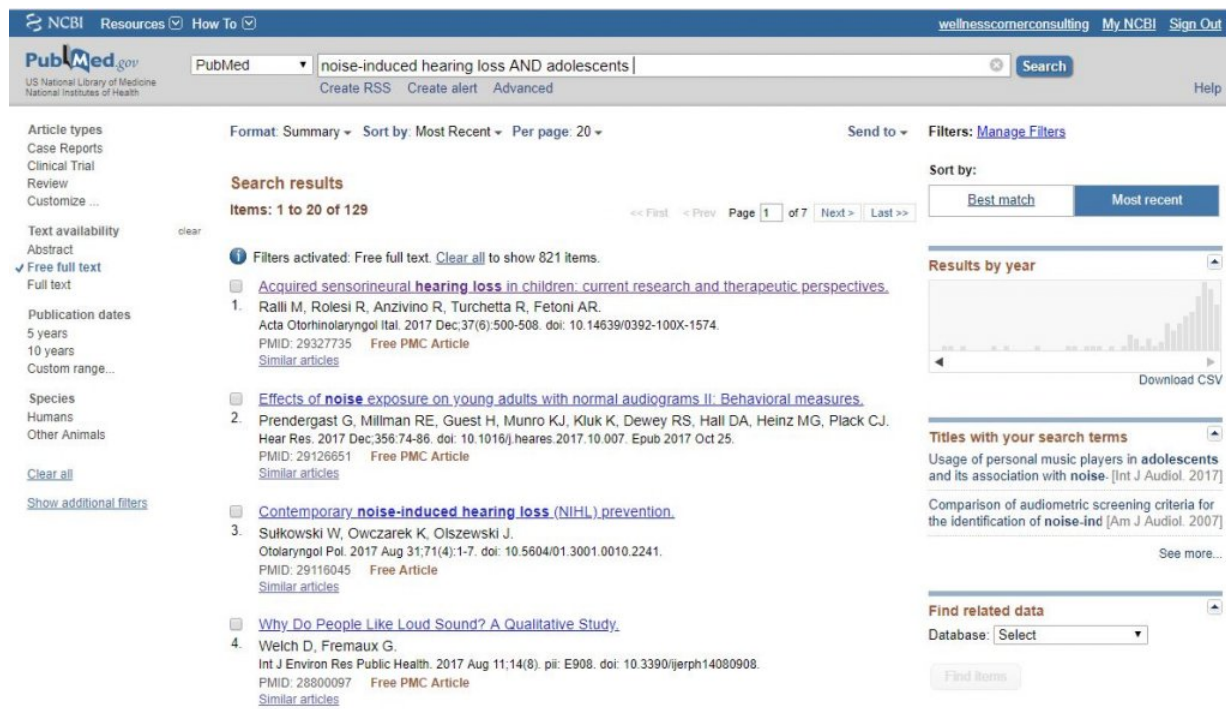 NCBI Resources How To wellnesscornerconsulting My NCBI Sign Out
PubMed.gov
US National Library of Medicine
National Institutes of Health
PubMed noise-induced hearing loss AND adolescents Search
Create RSS Create alert Advanced Help
Article types
Case Reports
Clinical Trial
Review
Customize ...
Text availability clear
Abstract
Free full text
Full text
Publication dates
5 years
10 years
Custom range...
Species
Humans
Other Animals
Clear all
Show additional filters
Format: Summary Sort by: Most Recent Per page: 20 Send to
Search results
Items: 1 to 20 of 129 << First < Prev Page 1 of 7 Next > Last >>
Filters activated: Free full text. Clear all to show 821 items.
Acquired sensorineural hearing loss in children: current research and therapeutic perspectives.
1. Ralli M, Rolesi R, Anzivino R, Turchetta R, Fetoni AR.
Acta Otorhinolaryngol Ital. 2017 Dec;37(6):500-508. doi: 10.14639/0392-100X-1574.
PMID: 29327735 Free PMC Article
Similar articles
Effects of noise exposure on young adults with normal audiograms II: Behavioral measures.
2. Prendergast G, Millman RE, Guest H, Munro KJ, Kluk K, Dewey RS, Hall DA, Heinz MG, Plack CJ.
Hear Res. 2017 Dec;356:74-86. doi: 10.1016/j.heares.2017.10.007. Epub 2017 Oct 25.
PMID: 29126651 Free PMC Article
Similar articles
Contemporary noise-induced hearing loss (NIHL) prevention.
3. Sułkowski W, Owczarek K, Olszewski J.
Otolaryngol Pol. 2017 Aug 31;71(4):1-7. doi: 10.5604/01.3001.0010.2241.
PMID: 29116045 Free Article
Similar articles
Why Do People Like Loud Sound? A Qualitative Study.
4. Welch D, Fremaux G.
Int J Environ Res Public Health. 2017 Aug 11;14(8). pii: E908. doi: 10.3390/ijerph14080908.
PMID: 28800097 Free PMC Article
Similar articles
Filters: Manage Filters
Sort by:
Best match Most recent
Results by year
Download CSV
Titles with your search terms
Usage of personal music players in adolescents
and its association with noise- [Int J Audiol. 2017]
Comparison of audiometric screening criteria for
the identification of noise-ind [Am J Audiol. 2007]
See more...
Find related data
Database: Select
Find items